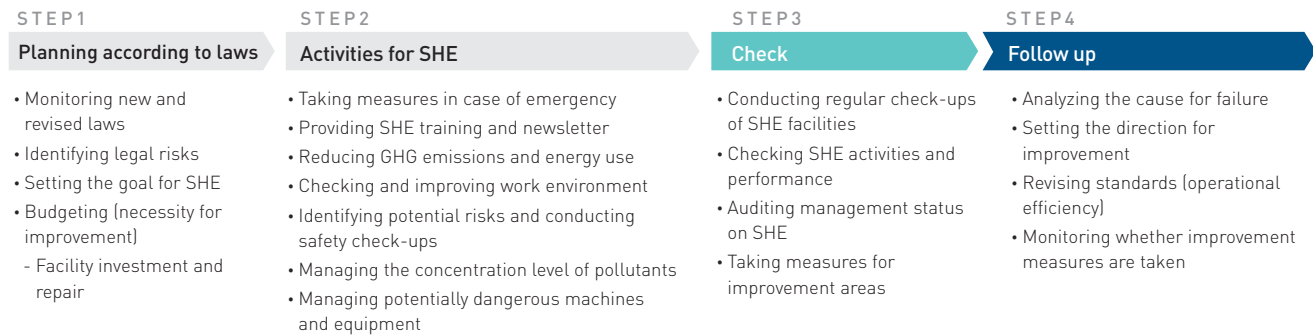 STEP1
Planning according to laws
• Monitoring new and
revised laws
• Identifying legal risks
• Setting the goal for SHE
• Budgeting (necessity for
improvement)
- Facility investment and
repair
STEP2
Activities for SHE
• Taking measures in case of emergency
• Providing SHE training and newsletter
• Reducing GHG emissions and energy use
• Checking and improving work environment
• Identifying potential risks and conducting
safety check-ups
• Managing the concentration level of pollutants
• Managing potentially dangerous machines
and equipment
STEP3
Check
• Conducting regular check-ups
of SHE facilities
• Checking SHE activities and
performance
• Auditing management status
on SHE
• Taking measures for
improvement areas
STEP4
Follow up
• Analyzing the cause for failure
• Setting the direction for
improvement
• Revising standards (operational
efficiency)
• Monitoring whether improvement
measures are taken